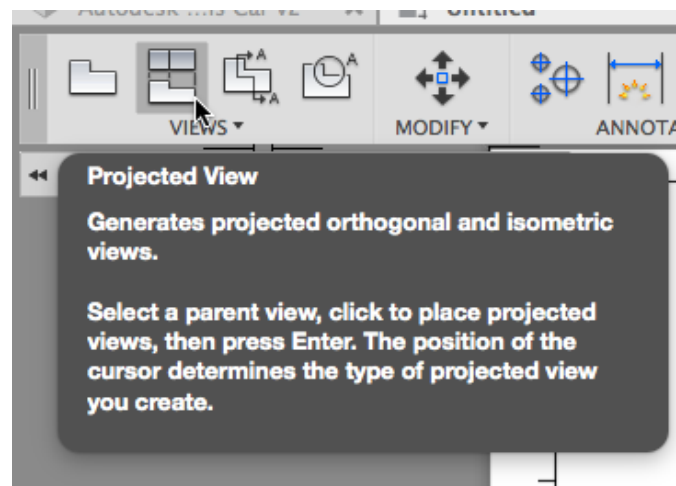 Untitled
A
A
A
VIEWS
MODIFY
Projected View
Generates projected orthogonal and isometric
views.
Select a parent view, click to place projected
views, then press Enter. The position of the
cursor determines the type of projected view
you create.